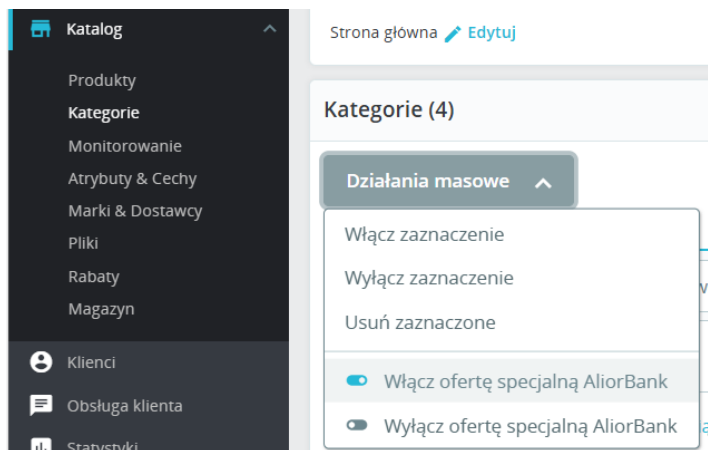 Katalog
Produkty
Kategorie
Monitorowanie
Atrybuty & Cechy
Marki & Dostawcy
Pliki
Rabaty
Magazyn
Klienci
Obsługa klienta
Statystyki
Strona główna Edytuj
Kategorie (4)
Działania masowe
Włącz zaznaczenie
Wyłącz zaznaczenie
Usuń zaznaczone
Włącz ofertę specjalną AliorBank
Wyłącz ofertę specjalną AliorBank